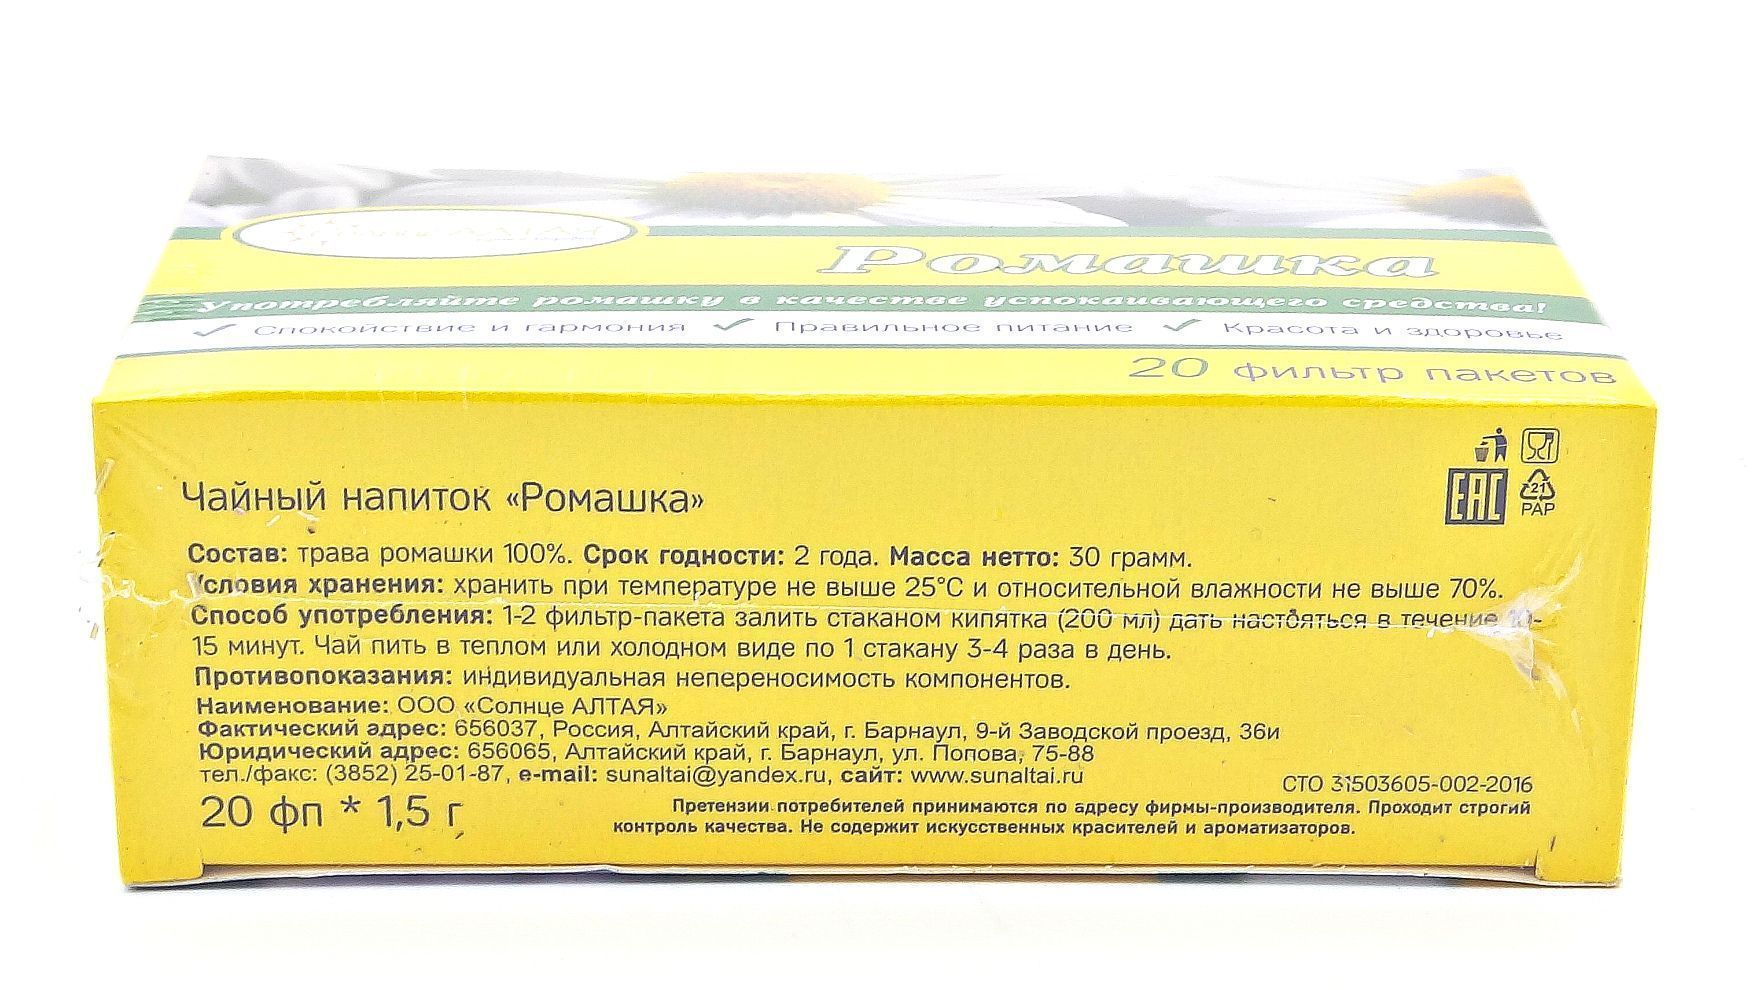 АЛТАЯ
Ромашка
Употребляйте ромашку в качестве успокаивающего средства!
Спокойствие и гармония Правильное питание Красота и здоровье
20 фильтр пакетов
Чайный напиток «Ромашка»
EAC
21
PAP
Состав: трава ромашки 100%. Срок годности: 2 года. Масса нетто: 30 грамм.
Условия хранения: хранить при температуре не выше 25°С и относительной влажности не выше 70%.
Способ употребления: 1-2 фильтр-пакета залить стаканом кипятка (200 мл) дать настояться в течение 10-
15 минут. Чай пить в теплом или холодном виде по 1 стакану 3-4 раза в день.
Противопоказания: индивидуальная непереносимость компонентов.
Наименование: ООО «Солнце АЛТАЯ»
Фактический адрес: 656037, Россия, Алтайский край, г. Барнаул, 9-й Заводской проезд, 36и
Юридический адрес: 656065, Алтайский край, г. Барнаул, ул. Попова, 75-88
тел./факс: (3852) 25-01-87, e-mail: sunaltai@yandex.ru, сайт: www.sunaltai.ru
СТО 31503605-002-2016
20 фп * 1,5 г
Претензии потребителей принимаются по адресу фирмы-производителя. Проходит строгий
контроль качества. Не содержит искусственных красителей и ароматизаторов.